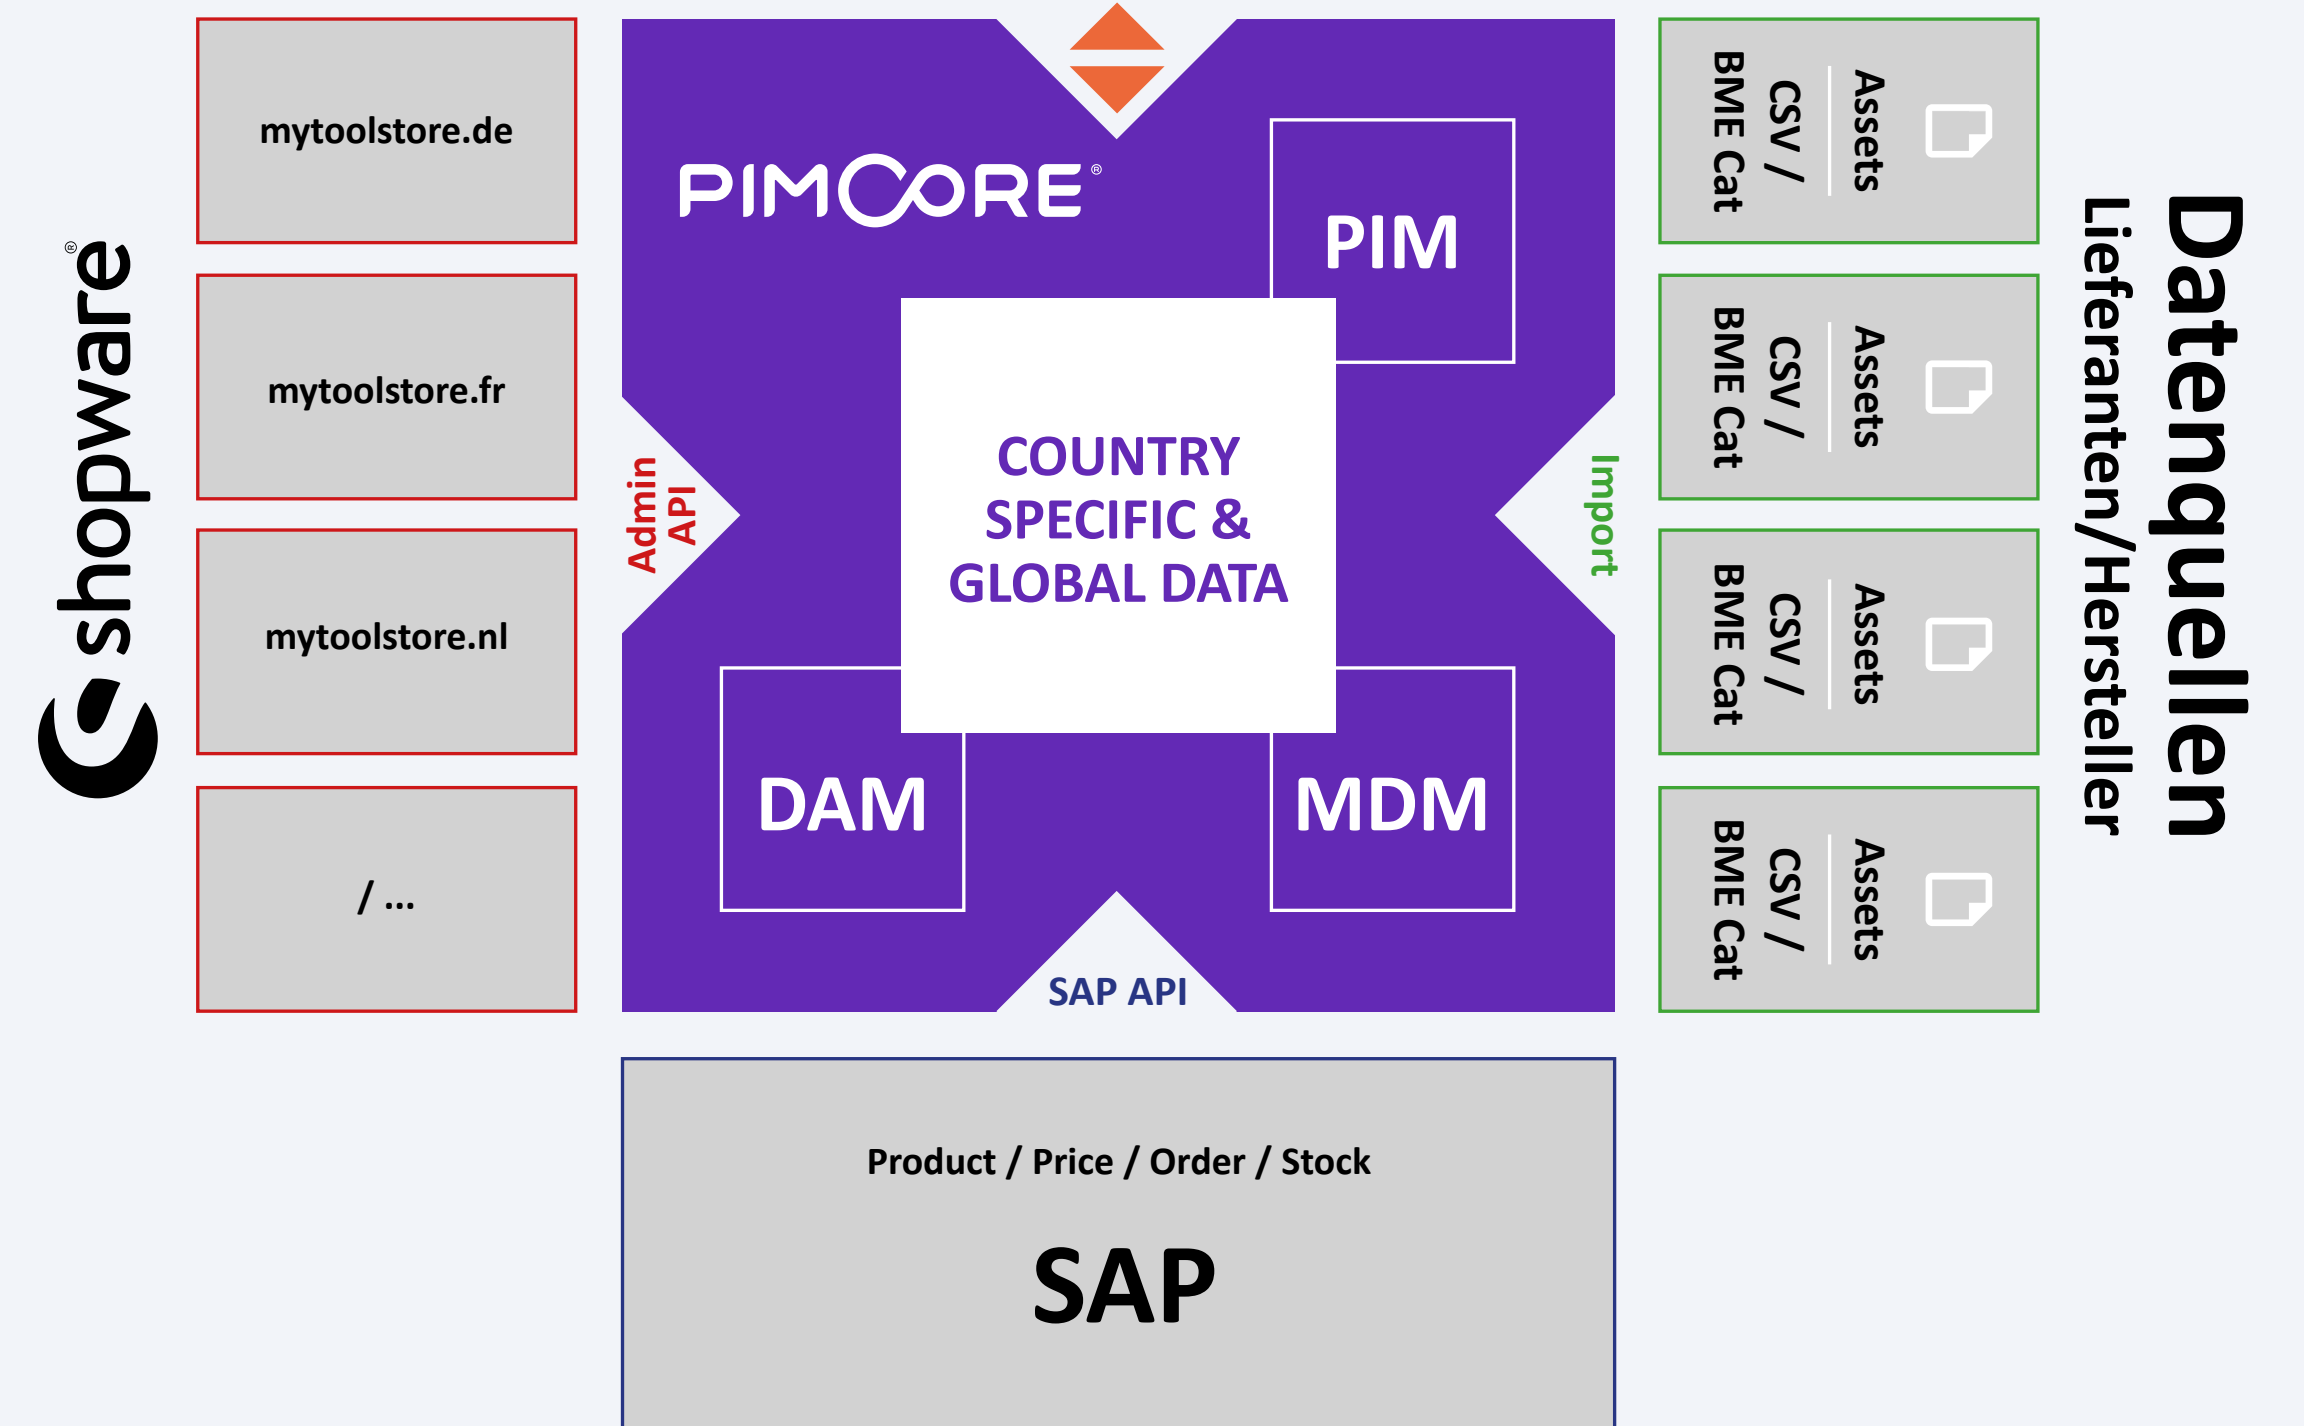 shopware®
mytoolstore.de
mytoolstore.fr
mytoolstore.nl
/ ...
PIMCORE®
PIM
COUNTRY
SPECIFIC &
GLOBAL DATA
Admin
API
Import
DAM
MDM
SAP API
Product / Price / Order / Stock
SAP
Assets
CSV /
BME Cat
Assets
CSV /
BME Cat
Assets
CSV /
BME Cat
Assets
CSV /
BME Cat
Datenquellen
Lieferanten/Hersteller